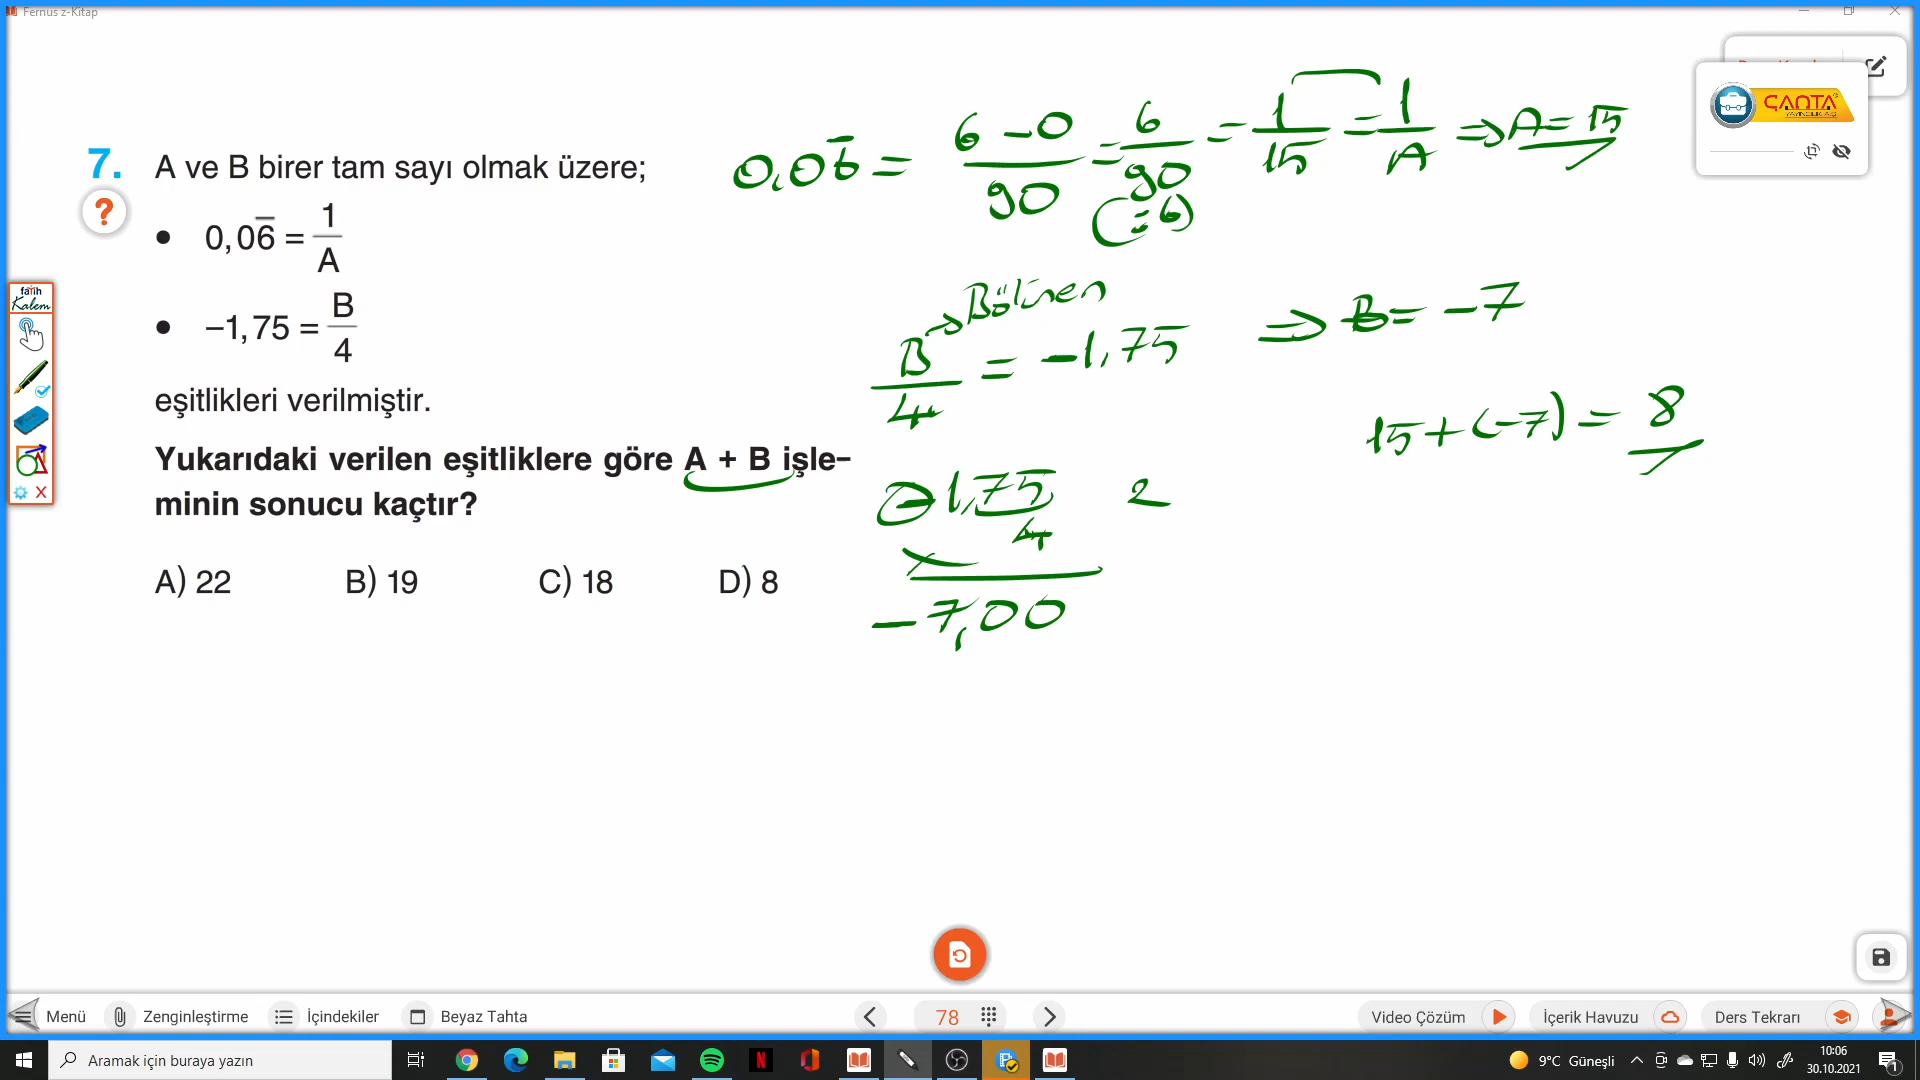 Fernus z-Kitap
7. A ve B birer tam sayı olmak üzere;
• 0,06̅ = 1/A
• –1,75 = B/4
eşitlikleri verilmiştir.
Yukarıdaki verilen eşitliklere göre A + B işle–
minin sonucu kaçtır?
A) 22 B) 19 C) 18 D) 8
0,06̅ = 6 – 0 / 90 = 6/90 = 1/15 = 1/A ⇒ A = 15
(÷6)
Bölünen
B/4 = –1,75 ⇒ B = –7
15 + (–7) = 8
–1,75 2
4
x
–7,00
fatih
Kalem
ÇANTA
YAYINCILIK A.Ş.
Menü
Zenginleştirme
İçindekiler
Beyaz Tahta
78
Video Çözüm
İçerik Havuzu
Ders Tekrarı
Aramak için buraya yazın
9°C Güneşli
10:06
30.10.2021
1